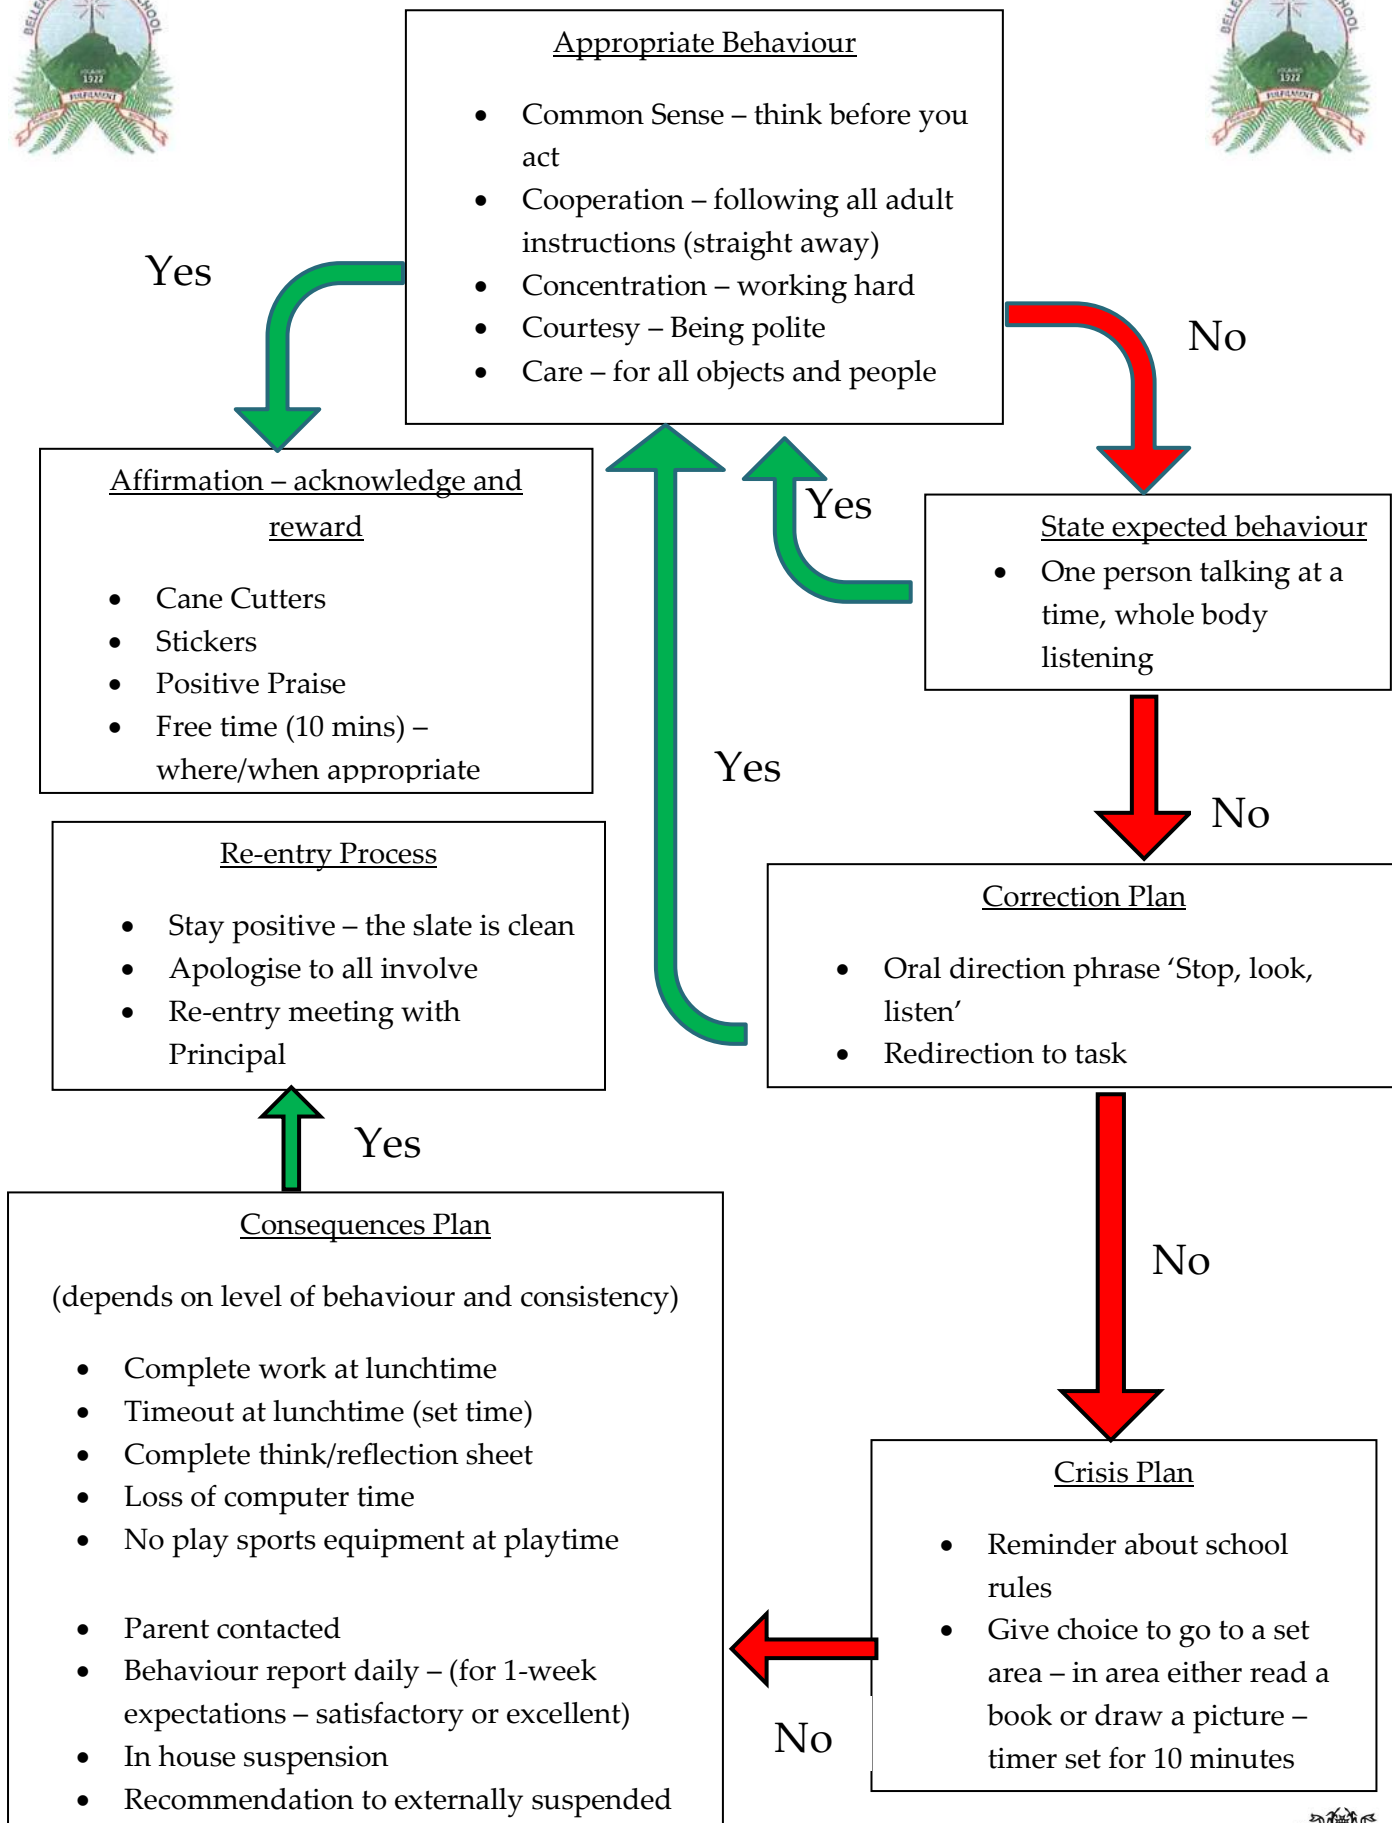 Appropriate Behaviour
• Common Sense – think before you
act
• Cooperation – following all adult
instructions (straight away)
• Concentration – working hard
• Courtesy – Being polite
• Care – for all objects and people
1922
FULFILMENT
1922
FULFILMENT
Yes
No
Affirmation – acknowledge and
reward
• Cane Cutters
• Stickers
• Positive Praise
• Free time (10 mins) –
where/when appropriate
Yes
State expected behaviour
• One person talking at a
time, whole body
listening
Yes
No
Re-entry Process
• Stay positive – the slate is clean
• Apologise to all involve
• Re-entry meeting with
Principal
Correction Plan
• Oral direction phrase ‘Stop, look,
listen’
• Redirection to task
Yes
No
Consequences Plan
(depends on level of behaviour and consistency)
• Complete work at lunchtime
• Timeout at lunchtime (set time)
• Complete think/reflection sheet
• Loss of computer time
• No play sports equipment at playtime
• Parent contacted
• Behaviour report daily – (for 1-week
expectations – satisfactory or excellent)
• In house suspension
• Recommendation to externally suspended
Crisis Plan
• Reminder about school
rules
• Give choice to go to a set
area – in area either read a
book or draw a picture –
timer set for 10 minutes
No